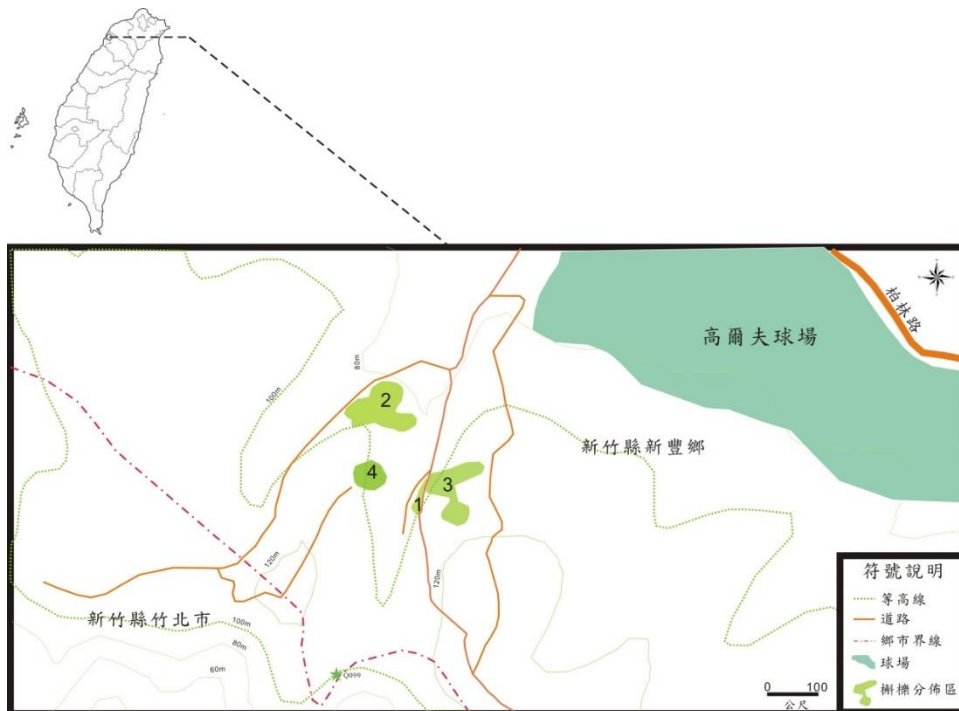 柏林路
高爾夫球場
80m
100m
2
新竹縣新豐鄉
4
3
1
120m
120m
新竹縣竹北市
100m
80m
60m
Q099
0 100
公尺
符號說明
等高線
道路
鄉市界線
球場
槲櫟分佈區